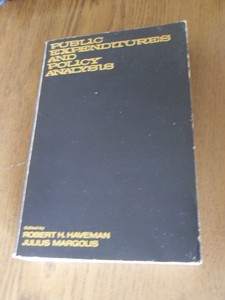 PUBLIC
EXPENDITURES
AND
POLICY
ANALYSIS
edited by
ROBERT H. HAVEMAN
JULIUS MARGOLIS